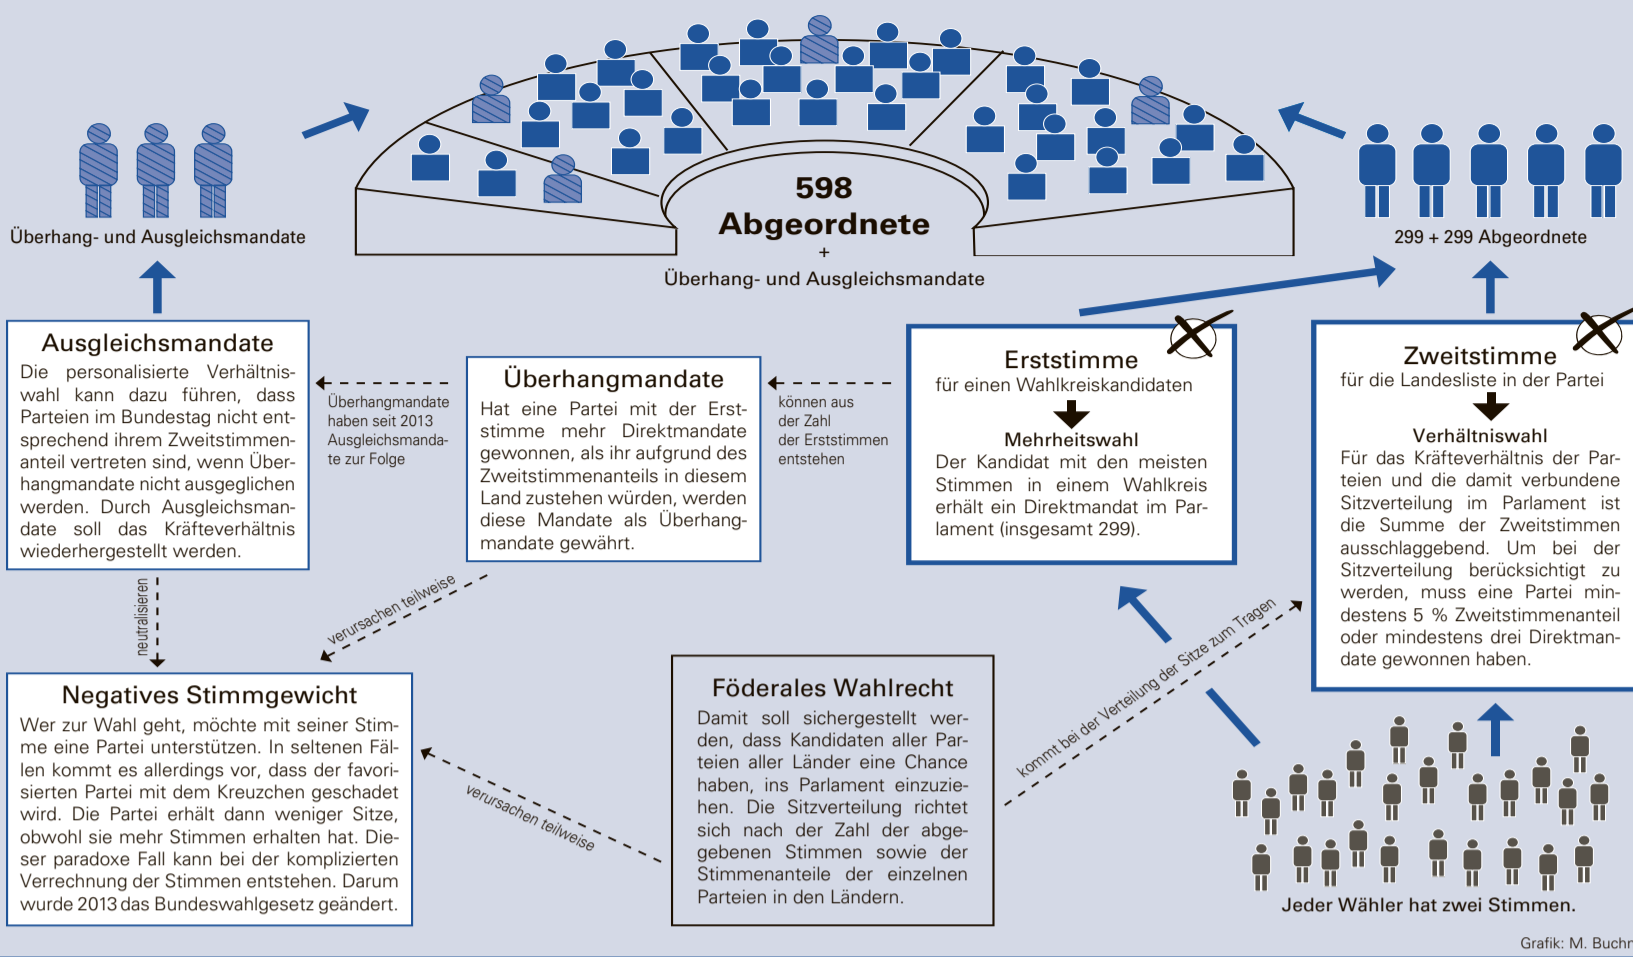 598
Abgeordnete
+
Überhang- und Ausgleichsmandate
Überhang- und Ausgleichsmandate
299 + 299 Abgeordnete
Ausgleichsmandate
Die personalisierte Verhältnis-
wahl kann dazu führen, dass
Parteien im Bundestag nicht ent-
sprechend ihrem Zweitstimmen-
anteil vertreten sind, wenn Über-
hangmandate nicht ausgeglichen
werden. Durch Ausgleichsman-
date soll das Kräfteverhältnis
wiederhergestellt werden.
Überhangmandate
haben seit 2013
Ausgleichsmanda-
te zur Folge
Überhangmandate
Hat eine Partei mit der Erst-
stimme mehr Direktmandate
gewonnen, als ihr aufgrund des
Zweitstimmenanteils in diesem
Land zustehen würden, werden
diese Mandate als Überhang-
mandate gewährt.
können aus
der Zahl
der Erststimmen
entstehen
Erststimme
für einen Wahlkreiskandidaten
Mehrheitswahl
Der Kandidat mit den meisten
Stimmen in einem Wahlkreis
erhält ein Direktmandat im Par-
lament (insgesamt 299).
Zweitstimme
für die Landesliste in der Partei
Verhältniswahl
Für das Kräfteverhältnis der Par-
teien und die damit verbundene
Sitzverteilung im Parlament ist
die Summe der Zweitstimmen
ausschlaggebend. Um bei der
Sitzverteilung berücksichtigt zu
werden, muss eine Partei min-
destens 5 % Zweitstimmenanteil
oder mindestens drei Direktman-
date gewonnen haben.
neutralisieren
verursachen teilweise
Negatives Stimmgewicht
Wer zur Wahl geht, möchte mit seiner Stim-
me eine Partei unterstützen. In seltenen Fäl-
len kommt es allerdings vor, dass der favori-
sierten Partei mit dem Kreuzchen geschadet
wird. Die Partei erhält dann weniger Sitze,
obwohl sie mehr Stimmen erhalten hat. Die-
ser paradoxe Fall kann bei der komplizierten
Verrechnung der Stimmen entstehen. Darum
wurde 2013 das Bundeswahlgesetz geändert.
verursachen teilweise
Föderales Wahlrecht
Damit soll sichergestellt wer-
den, dass Kandidaten aller Par-
teien aller Länder eine Chance
haben, ins Parlament einzuzie-
hen. Die Sitzverteilung richtet
sich nach der Zahl der abge-
gebenen Stimmen sowie der
Stimmenanteile der einzelnen
Parteien in den Ländern.
kommt bei der Verteilung der Sitze zum Tragen
Jeder Wähler hat zwei Stimmen.
Grafik: M. Buchn